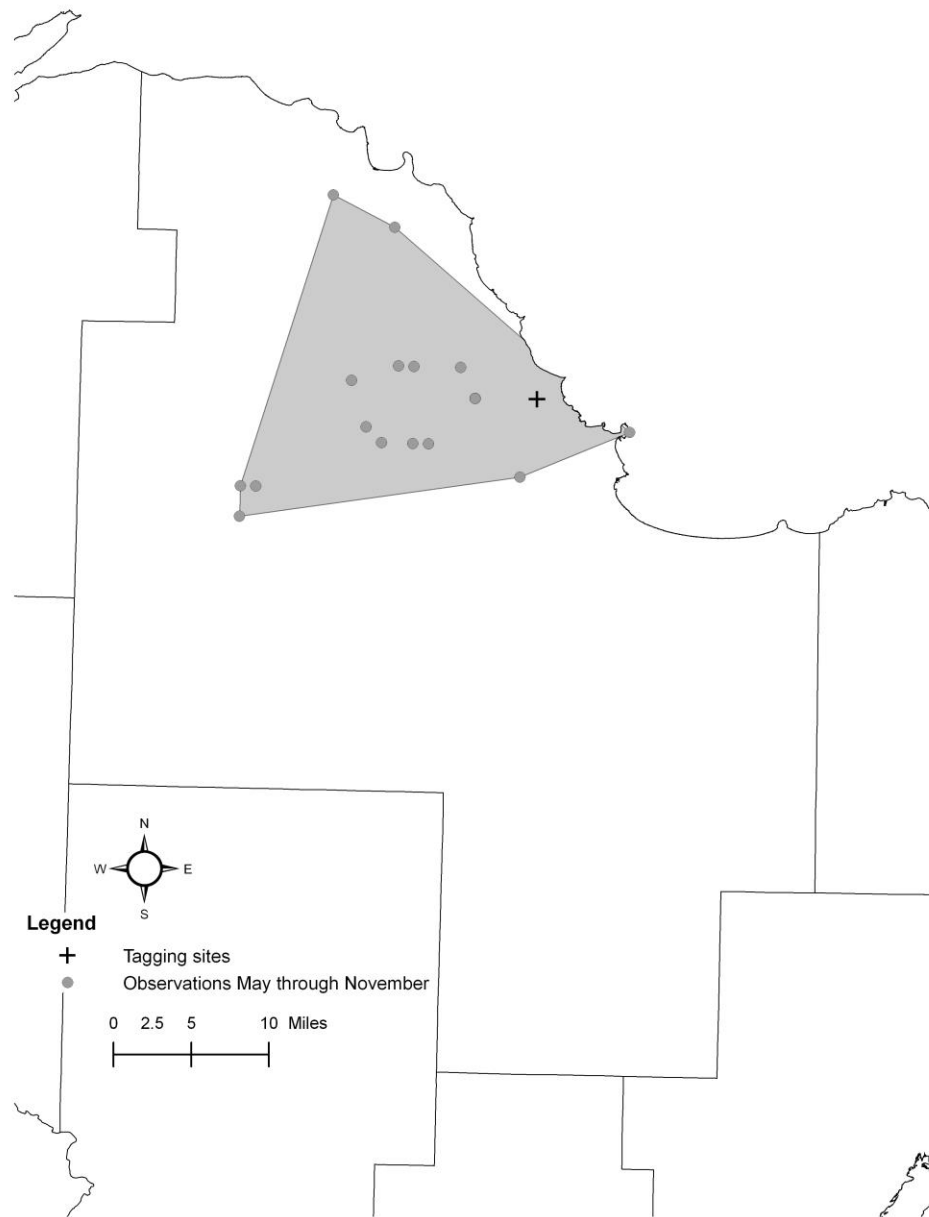 N
W E
S
Legend
Tagging sites
Observations May through November
0 2.5 5 10 Miles